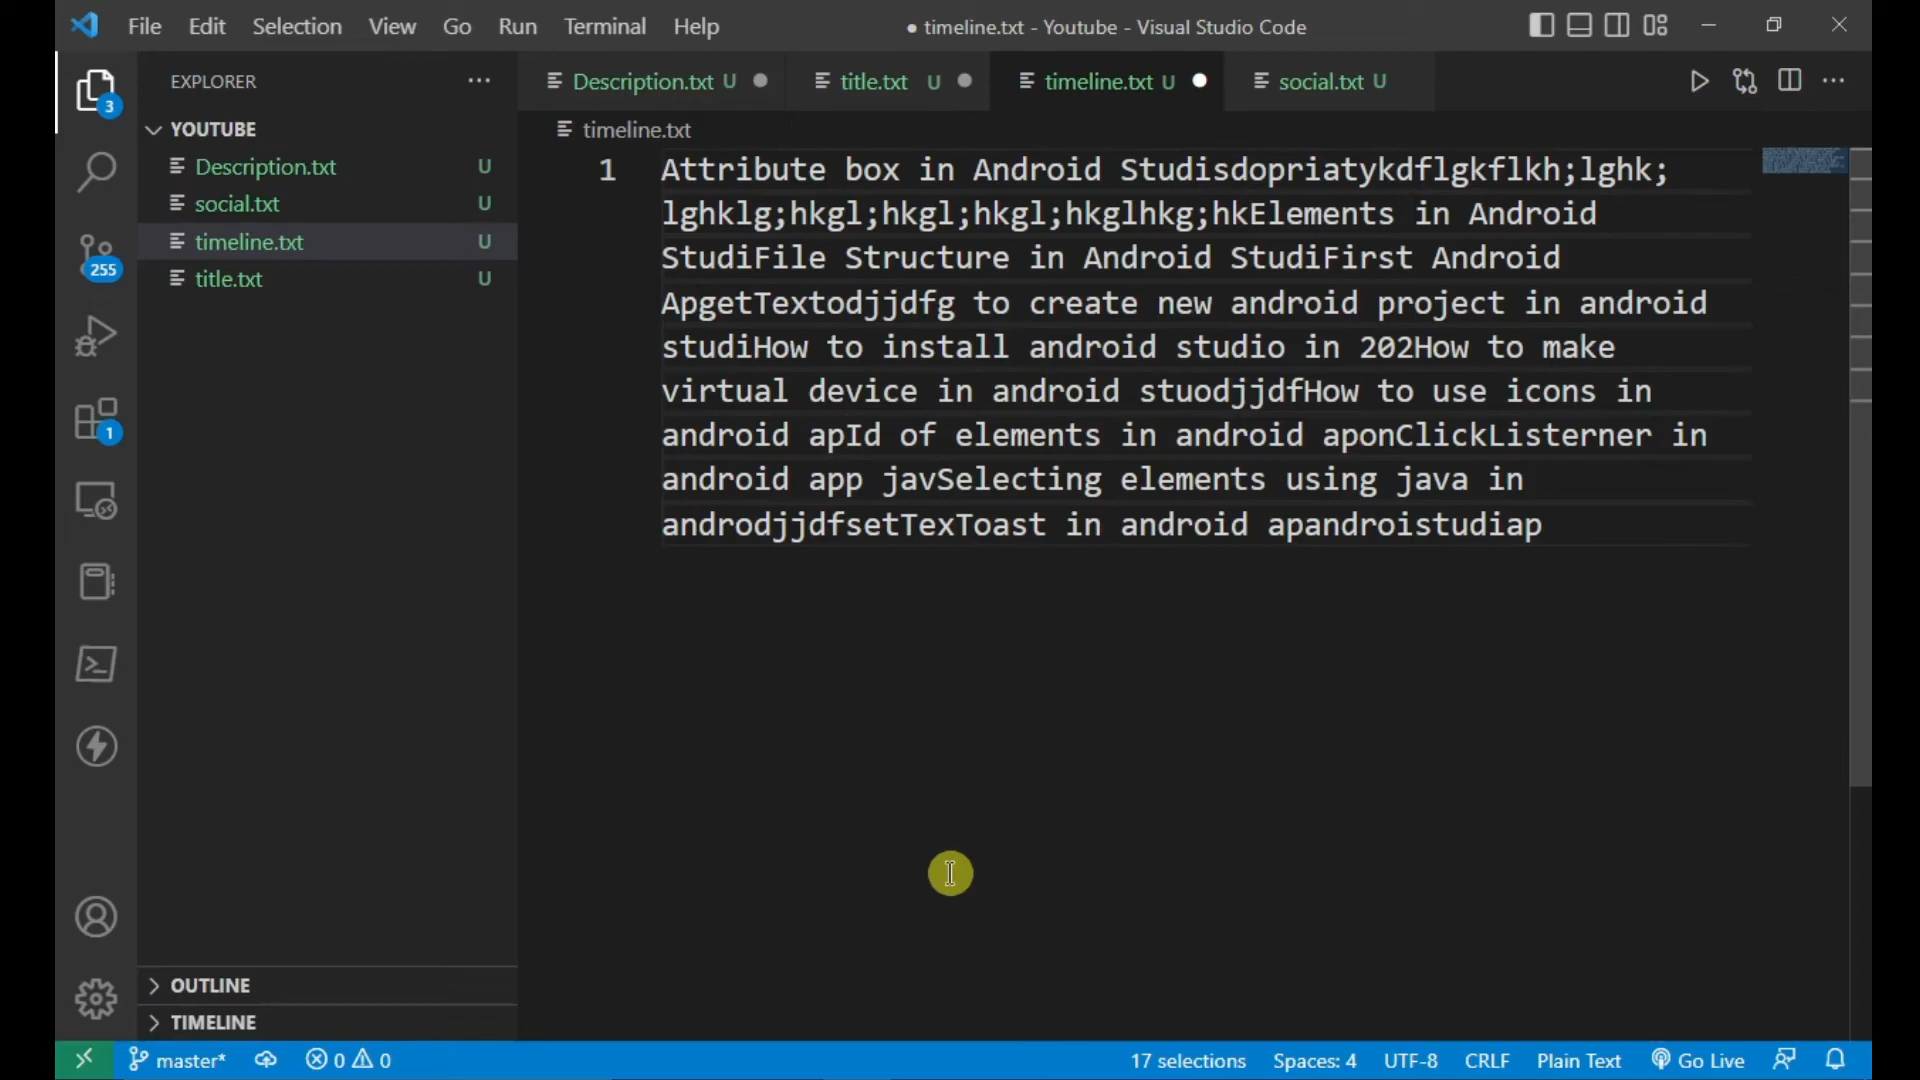 File Edit Selection View Go Run Terminal Help
● timeline.txt - Youtube - Visual Studio Code
EXPLORER
Description.txt U
title.txt U
timeline.txt U
social.txt U
3
YOUTUBE
timeline.txt
Description.txt U
social.txt U
timeline.txt U
title.txt U
255
1
1
Attribute box in Android Studisdopriatykdflgkflkh;lghk;
lghklg;hkgl;hkgl;hkgl;hkglhkg;hkElements in Android
StudiFile Structure in Android StudiFirst Android
ApgetTextodjjdfg to create new android project in android
studiHow to install android studio in 202How to make
virtual device in android stuodjjdfHow to use icons in
android apId of elements in android aponClickListerner in
android app javSelecting elements using java in
androdjjdfsetTexToast in android apandroistudiap
OUTLINE
TIMELINE
master* 0 0 17 selections Spaces: 4 UTF-8 CRLF Plain Text Go Live